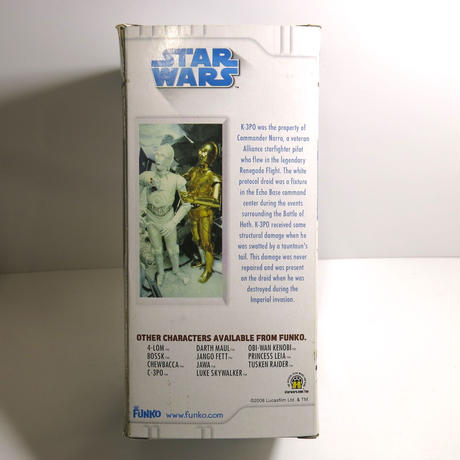 STAR
WARS
K-3PO was the property of
Commander Narra, a veteran
Alliance starfighter pilot
who flew in the legendary
Renegade Flight. The white
protocol droid was a fixture
in the Echo Base command
center during the events
surrounding the Battle of
Hoth. K-3PO received some
structural damage when he
was swatted by a tauntaun's
tail. This damage was never
repaired and was present
on the droid when he was
destroyed during the
Imperial invasion.
OTHER CHARACTERS AVAILABLE FROM FUNKO.
4-LOM DARTH MAUL OBI-WAN KENOBI
BOSSK JANGO FETT PRINCESS LEIA
CHEWBACCA JAWA TUSKEN RAIDER
C-3PO LUKE SKYWALKER
starwars.com
©2008 Lucasfilm Ltd. & TM
FUNKO www.funko.com